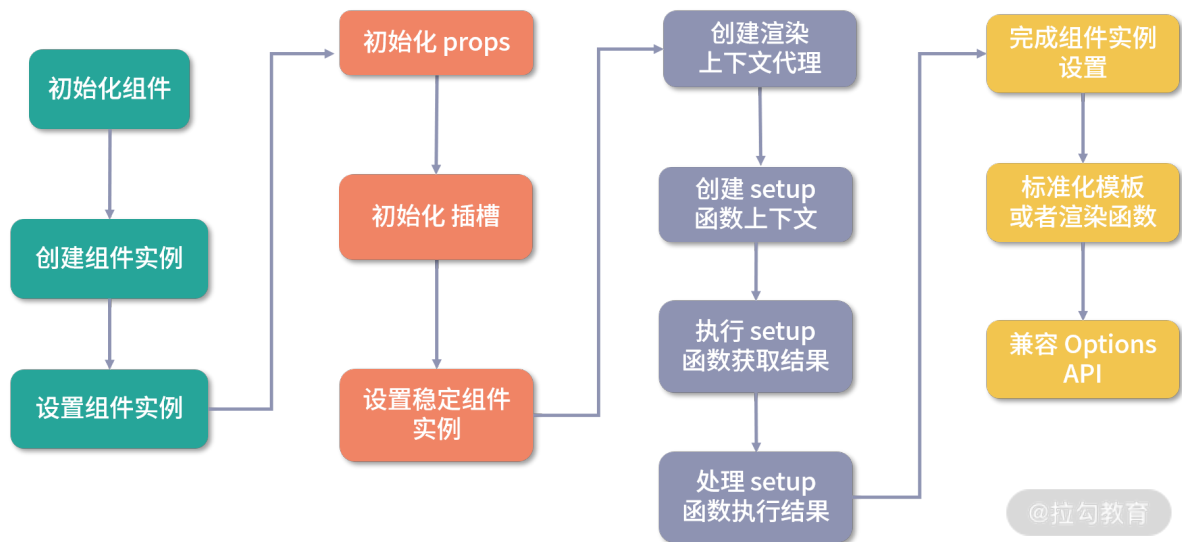 初始化组件
创建组件实例
设置组件实例
初始化 props
初始化 插槽
设置稳定组件
实例
创建渲染
上下文代理
创建 setup
函数上下文
执行 setup
函数获取结果
处理 setup
函数执行结果
完成组件实例
设置
标准化模板
或者渲染函数
兼容 Options
API
@拉勾教育